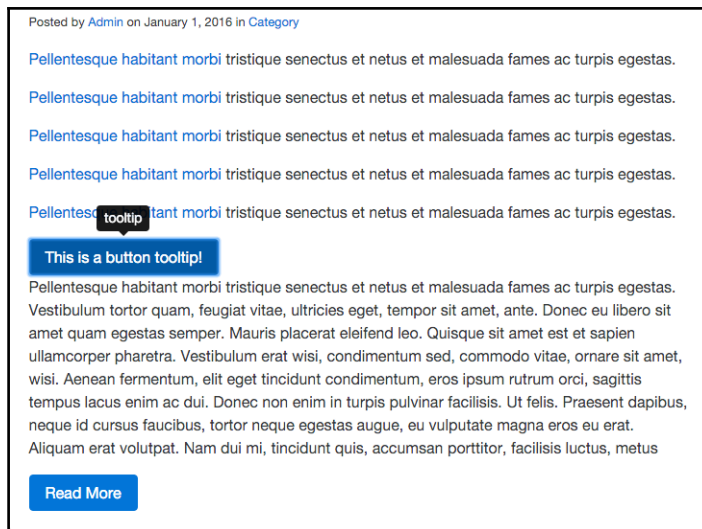 Posted by Admin on January 1, 2016 in Category
Pellentesque habitant morbi tristique senectus et netus et malesuada fames ac turpis egestas.
Pellentesque habitant morbi tristique senectus et netus et malesuada fames ac turpis egestas.
Pellentesque habitant morbi tristique senectus et netus et malesuada fames ac turpis egestas.
Pellentesque habitant morbi tristique senectus et netus et malesuada fames ac turpis egestas.
Pellentesque habitant morbi tristique senectus et netus et malesuada fames ac turpis egestas.
tooltip
This is a button tooltip!
Pellentesque habitant morbi tristique senectus et netus et malesuada fames ac turpis egestas.
Vestibulum tortor quam, feugiat vitae, ultricies eget, tempor sit amet, ante. Donec eu libero sit
amet quam egestas semper. Mauris placerat eleifend leo. Quisque sit amet est et sapien
ullamcorper pharetra. Vestibulum erat wisi, condimentum sed, commodo vitae, ornare sit amet,
wisi. Aenean fermentum, elit eget tincidunt condimentum, eros ipsum rutrum orci, sagittis
tempus lacus enim ac dui. Donec non enim in turpis pulvinar facilisis. Ut felis. Praesent dapibus,
neque id cursus faucibus, tortor neque egestas augue, eu vulputate magna eros eu erat.
Aliquam erat volutpat. Nam dui mi, tincidunt quis, accumsan porttitor, facilisis luctus, metus
Read More